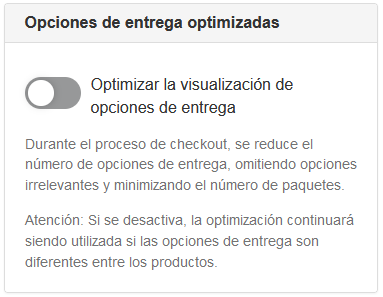 Opciones de entrega optimizadas
Optimizar la visualización de
opciones de entrega
Durante el proceso de checkout, se reduce el
número de opciones de entrega, omitiendo opciones
irrelevantes y minimizando el número de paquetes.
Atención: Si se desactiva, la optimización continuará
siendo utilizada si las opciones de entrega son
diferentes entre los productos.